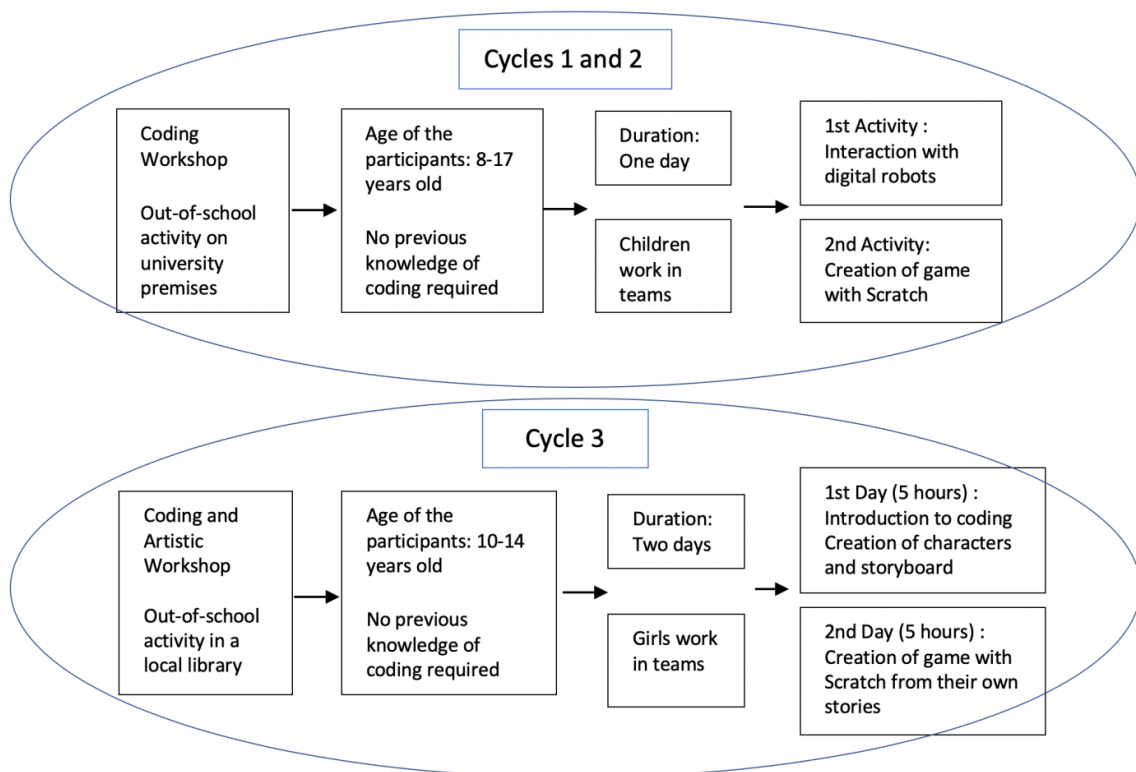 Cycles 1 and 2
Coding
Workshop
Out-of-school
activity on
university
premises
Age of the
participants: 8-17
years old
No previous
knowledge of
coding required
Duration:
One day
Children
work in
teams
1st Activity :
Interaction with
digital robots
2nd Activity:
Creation of game
with Scratch
Cycle 3
Coding and
Artistic
Workshop
Out-of-school
activity in a
local library
Age of the
participants: 10-14
years old
No previous
knowledge of
coding required
Duration:
Two days
Girls work
in teams
1st Day (5 hours) :
Introduction to coding
Creation of characters
and storyboard
2nd Day (5 hours) :
Creation of game with
Scratch from their own
stories